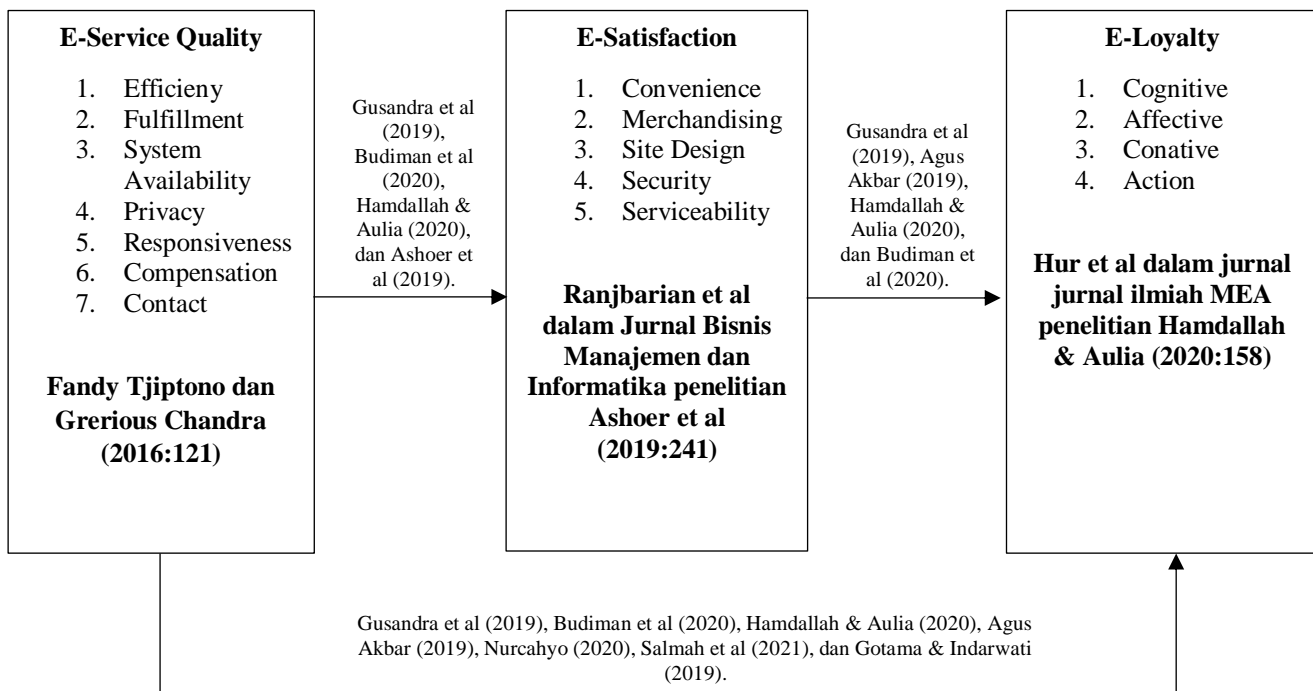 E-Service Quality
1. Efficieny
2. Fulfillment
3. System
Availability
4. Privacy
5. Responsiveness
6. Compensation
7. Contact
Fandy Tjiptono dan
Grerious Chandra
(2016:121)
Gusandra et al
(2019),
Budiman et al
(2020),
Hamdallah &
Aulia (2020),
dan Ashoer et
al (2019).
E-Satisfaction
1. Convenience
2. Merchandising
3. Site Design
4. Security
5. Serviceability
Ranjbarian et al
dalam Jurnal Bisnis
Manajemen dan
Informatika penelitian
Ashoer et al
(2019:241)
Gusandra et al
(2019), Agus
Akbar (2019),
Hamdallah &
Aulia (2020),
dan Budiman
et al (2020).
E-Loyalty
1. Cognitive
2. Affective
3. Conative
4. Action
Hur et al dalam jurnal
jurnal ilmiah MEA
penelitian Hamdallah
& Aulia (2020:158)
Gusandra et al (2019), Budiman et al (2020), Hamdallah & Aulia (2020), Agus
Akbar (2019), Nurcahyo (2020), Salmah et al (2021), dan Gotama & Indarwati
(2019).